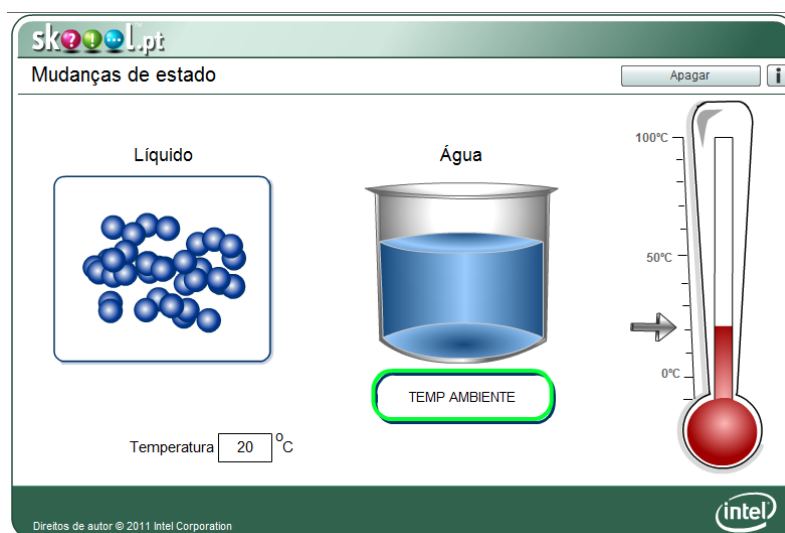 skoool.pt
Mudanças de estado
Apagar
i
Líquido
Água
100ºC
50ºC
0ºC
TEMP AMBIENTE
Temperatura 20 ºC
Direitos de autor © 2011 Intel Corporation
intel